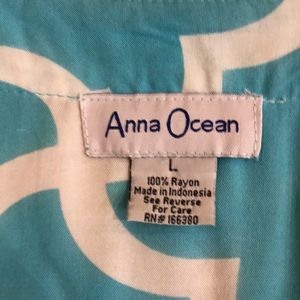 Anna Ocean
L
100% Rayon
Made in Indonesia
See Reverse
For Care
RN# 166380